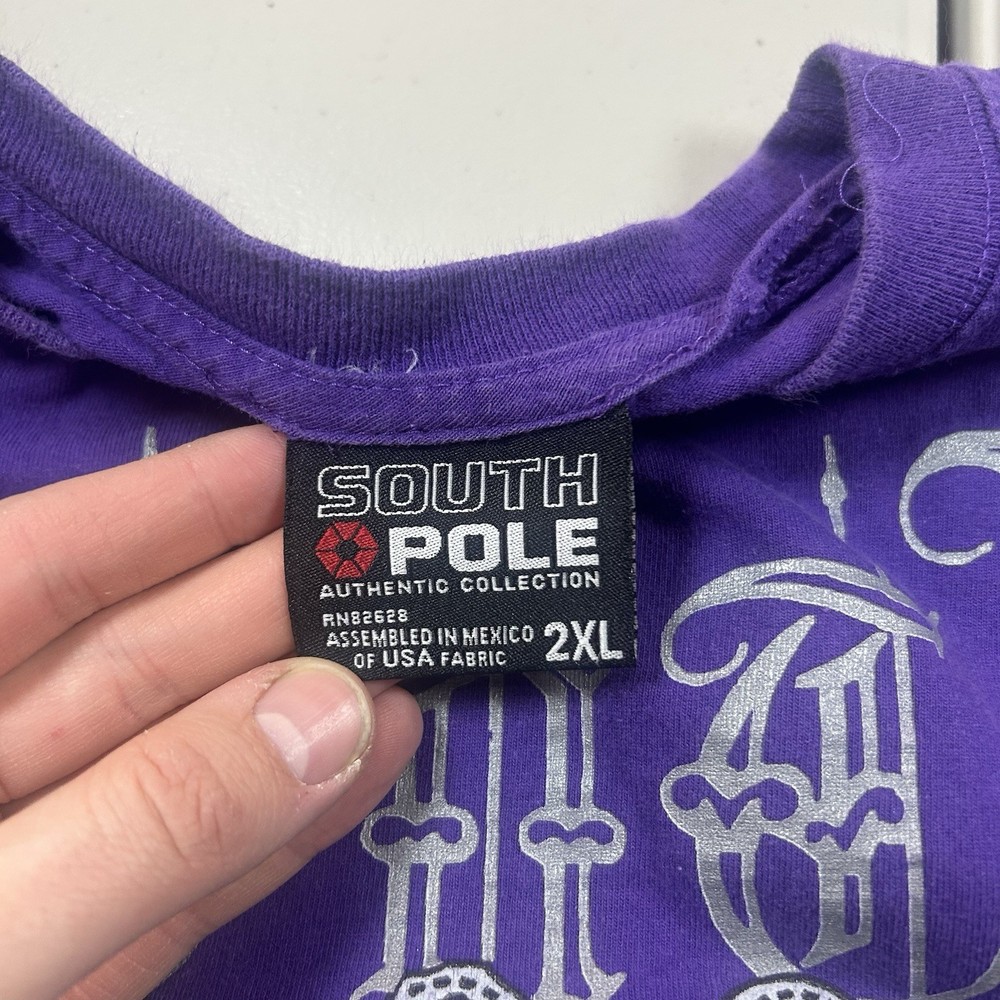 SOUTH
POLE
AUTHENTIC COLLECTION
RN82628
ASSEMBLED IN MEXICO
OF USA FABRIC
2XL